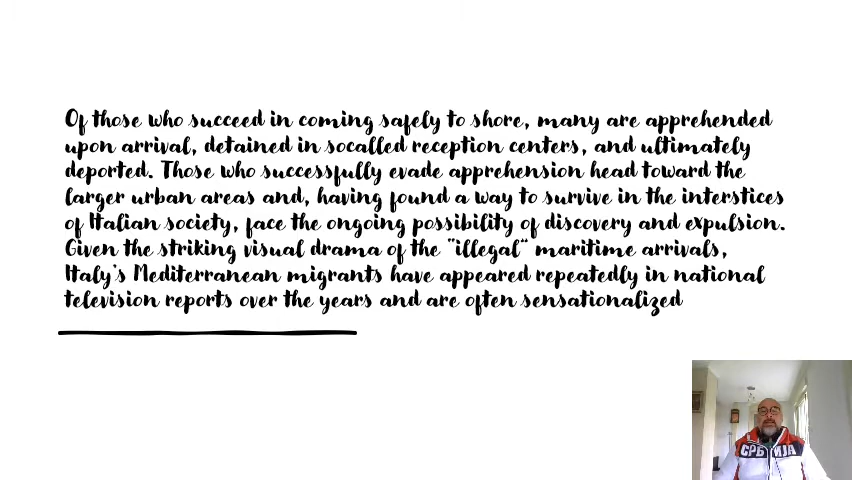 Of those who succeed in coming safely to shore, many are apprehended
upon arrival, detained in socalled reception centers, and ultimately
deported. Those who successfully evade apprehension head toward the
larger urban areas and, having found a way to survive in the interstices
of Italian society, face the ongoing possibility of discovery and expulsion.
Given the striking visual drama of the "illegal" maritime arrivals,
Italy's Mediterranean migrants have appeared repeatedly in national
television reports over the years and are often sensationalized
СРБИЈА